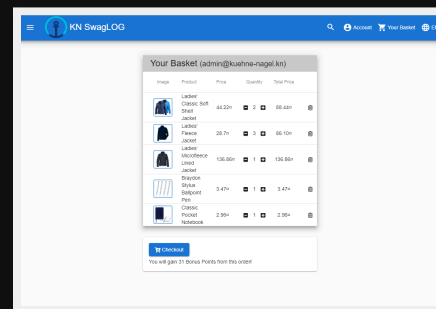 KN SwagLOG
Account Your Basket
Your Basket (admin@kuehne-nagel.kn)
Image Product Price Quantity Total Price
Ladies'
Classic Soft
Shell
Jacket
44.22¤ 2 88.44¤
Ladies'
Fleece
Jacket
28.7¤ 3 86.10¤
Ladies'
Microfleece
Lined
Jacket
136.86¤ 1 136.86¤
Braydon
Stylus
Ballpoint
Pen
3.47¤ 1 3.47¤
Classic
Pocket
Notebook
2.96¤ 1 2.96¤
Checkout
You will gain 31 Bonus Points from this order!